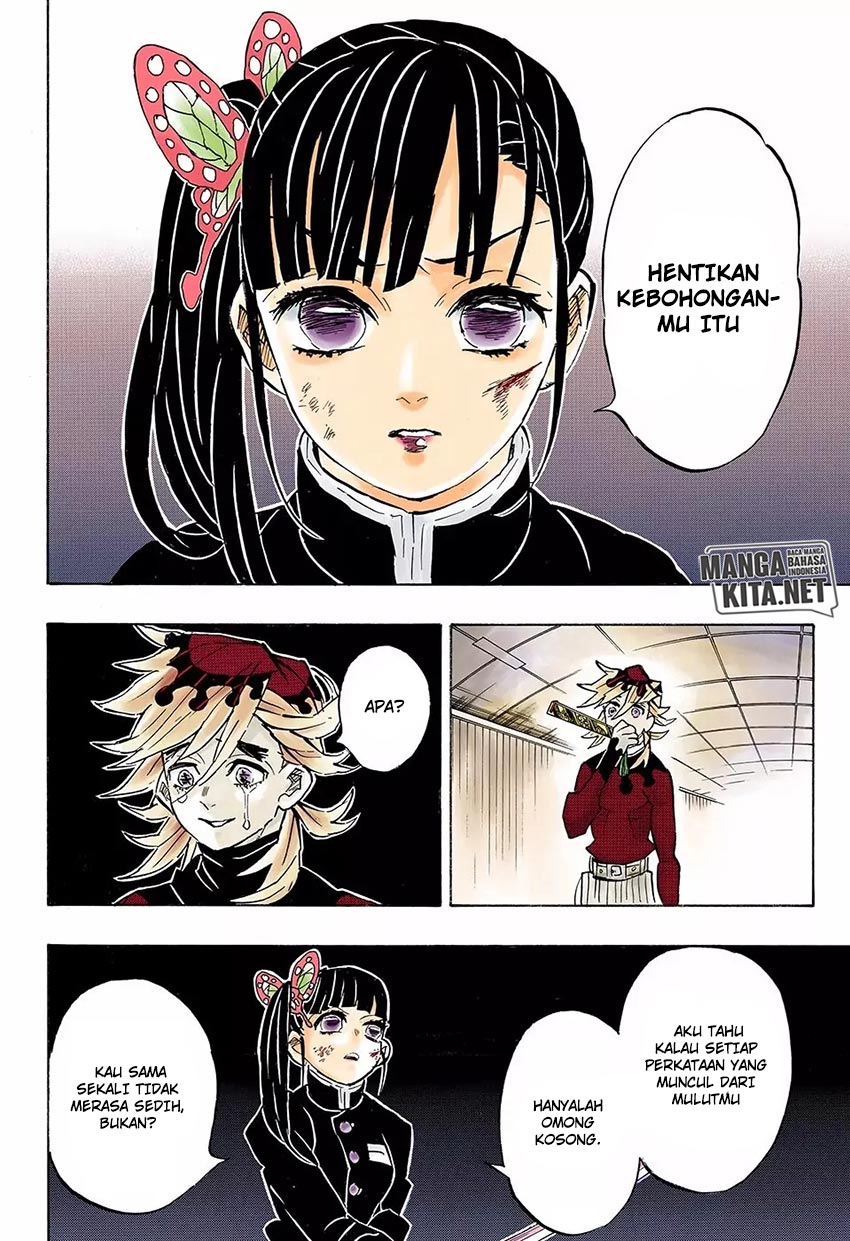 HENTIKAN
KEBOHONGAN-
MU ITU
MANGA
BACA MANGA
BAHASA
INDONESIA
KITA.NET
APA?
AKU TAHU
KALAU SETIAP
PERKATAAN YANG
MUNCUL DARI
MULUTMU
HANYALAH
OMONG
KOSONG.
KAU SAMA
SEKALI TIDAK
MERASA SEDIH,
BUKAN?